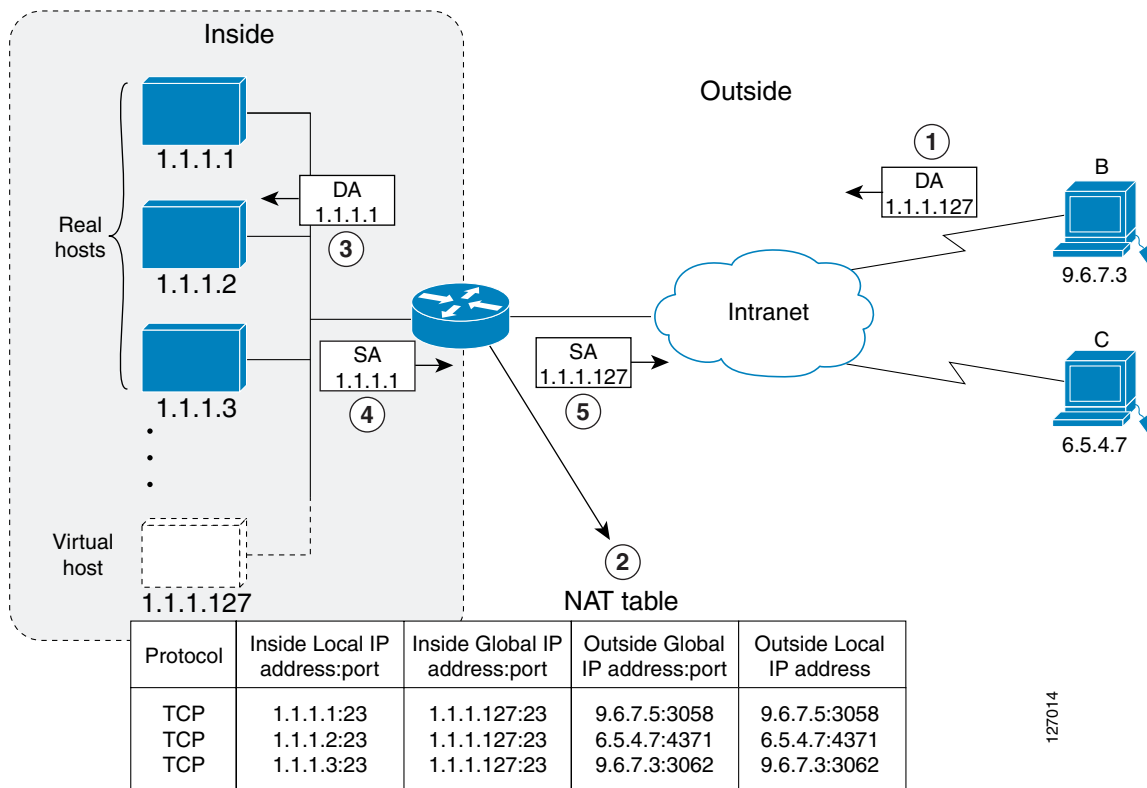 Inside
Outside
1.1.1.1
Real
hosts
1.1.1.2
1.1.1.3
Virtual
host
1.1.1.127
DA
1.1.1.1
3
SA
1.1.1.1
4
SA
1.1.1.127
5
1
DA
1.1.1.127
Intranet
B
9.6.7.3
C
6.5.4.7
2
NAT table
Protocol
Inside Local IP
address:port
Inside Global IP
address:port
Outside Global
IP address:port
Outside Local
IP address
TCP 1.1.1.1:23 1.1.1.127:23 9.6.7.5:3058 9.6.7.5:3058
TCP 1.1.1.2:23 1.1.1.127:23 6.5.4.7:4371 6.5.4.7:4371
TCP 1.1.1.3:23 1.1.1.127:23 9.6.7.3:3062 9.6.7.3:3062
127014